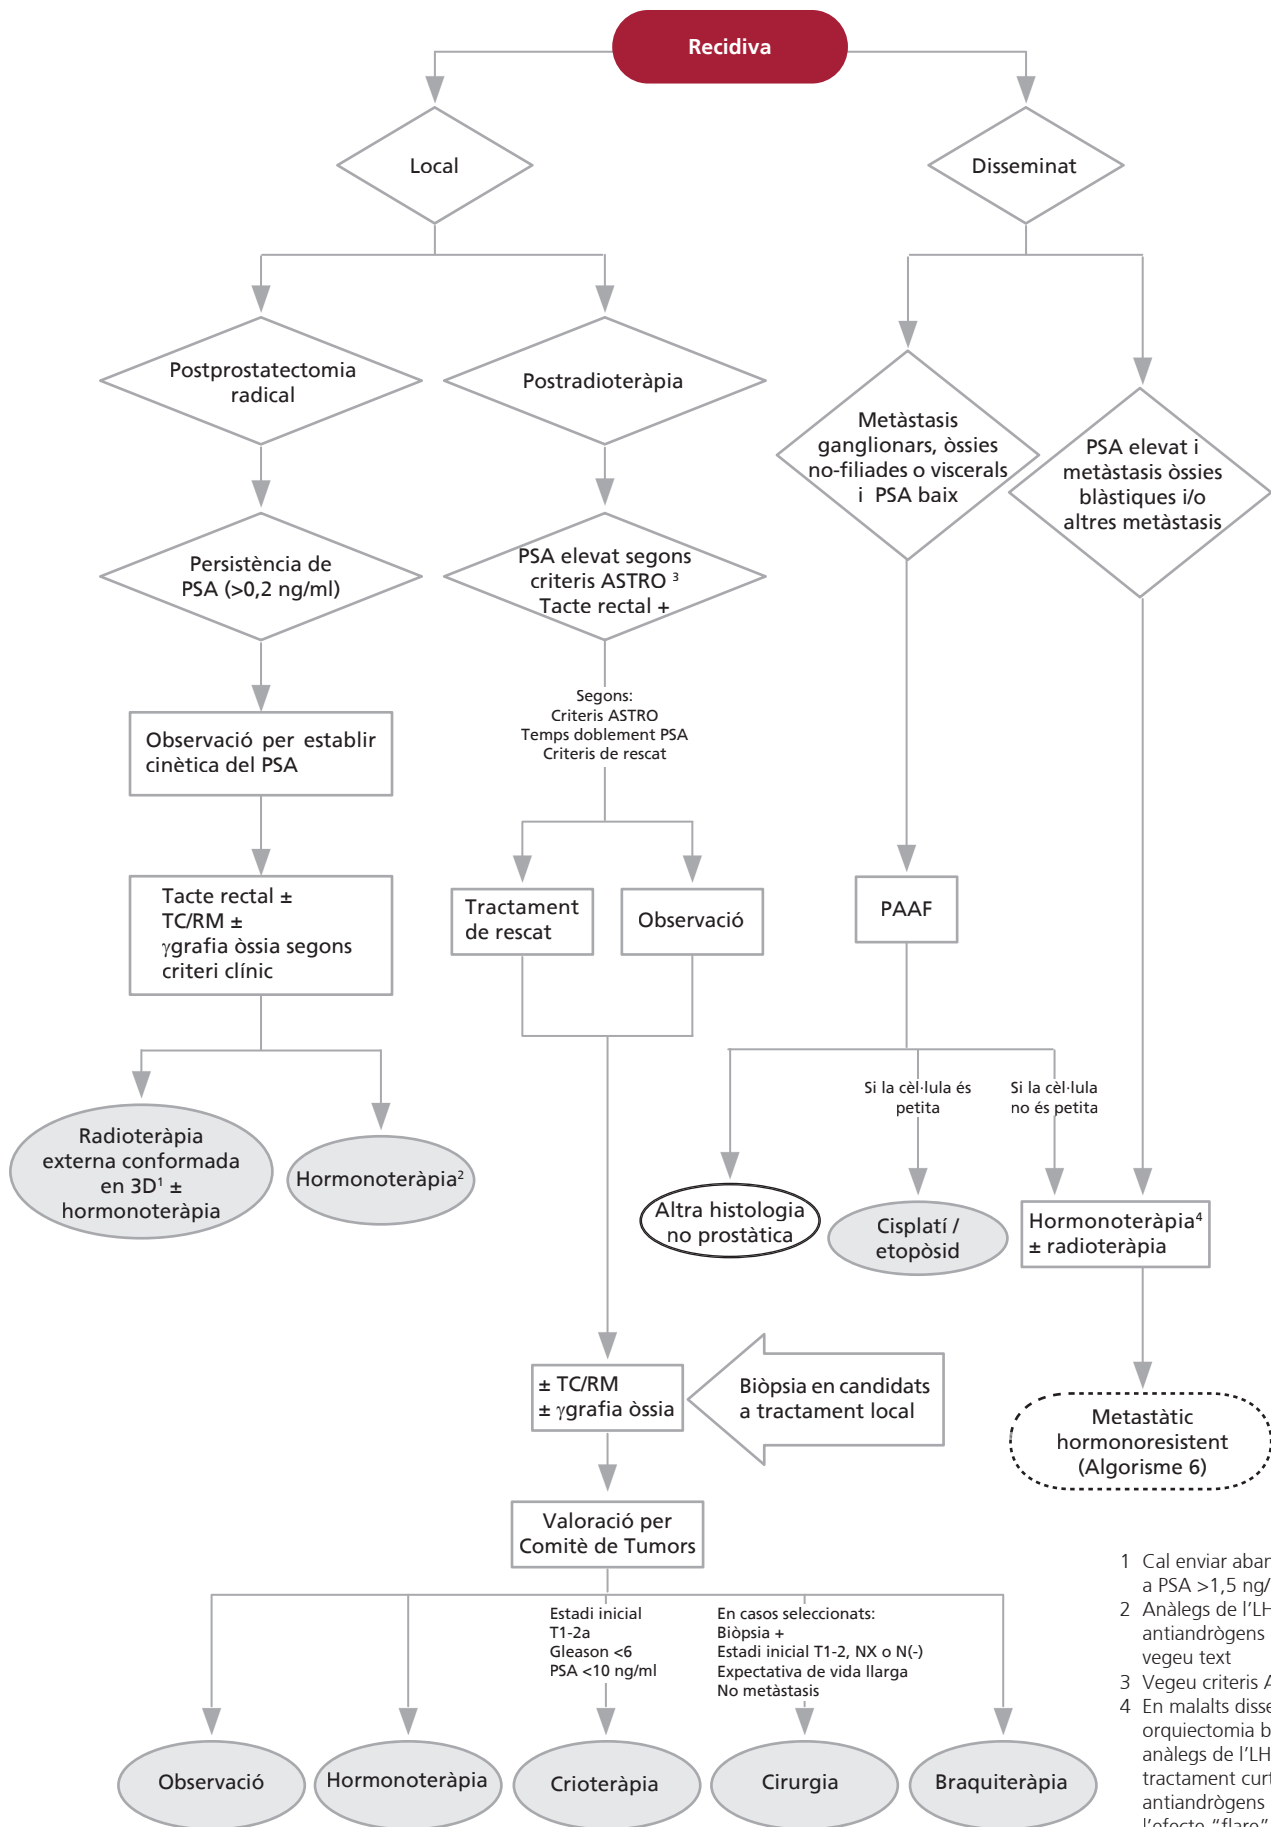 Recidiva
Local
Disseminat
Postprostatectomia
radical
Postradioteràpia
Metàstasis
ganglionars, òssies
no-filiades o viscerals
i PSA baix
PSA elevat i
metàstasis òssies
blàstiques i/o
altres metàstasis
Persistència de
PSA (>0,2 ng/ml)
PSA elevat segons
criteris ASTRO 3
Tacte rectal +
Segons:
Criteris ASTRO
Temps doblement PSA
Criteris de rescat
Observació per establir
cinètica del PSA
Tacte rectal ±
TC/RM ±
γgrafia òssia segons
criteri clínic
Tractament
de rescat
Observació
PAAF
Si la cèl·lula és
petita
Si la cèl·lula
no és petita
Radioteràpia
externa conformada
en 3D1 ±
hormonoteràpia
Hormonoteràpia2
Altra histologia
no prostàtica
Cisplatí /
etopòsid
Hormonoteràpia4
± radioteràpia
± TC/RM
± γgrafia òssia
Biòpsia en candidats
a tractament local
Metastàtic
hormonoresistent
(Algorisme 6)
Valoració per
Comitè de Tumors
Estadi inicial
T1-2a
Gleason <6
PSA <10 ng/ml
En casos seleccionats:
Biòpsia +
Estadi inicial T1-2, NX o N(-)
Expectativa de vida llarga
No metàstasis
Observació
Hormonoteràpia
Crioteràpia
Cirurgia
Braquiteràpia
1 Cal enviar
a PSA >1,5
2 Anàlegs de
antiandrògens
vegeu text
3 Vegeu criteris
4 En malalts
orquiectomia
anàlegs de
tractament
antiandrògens
l'efecte "flare"